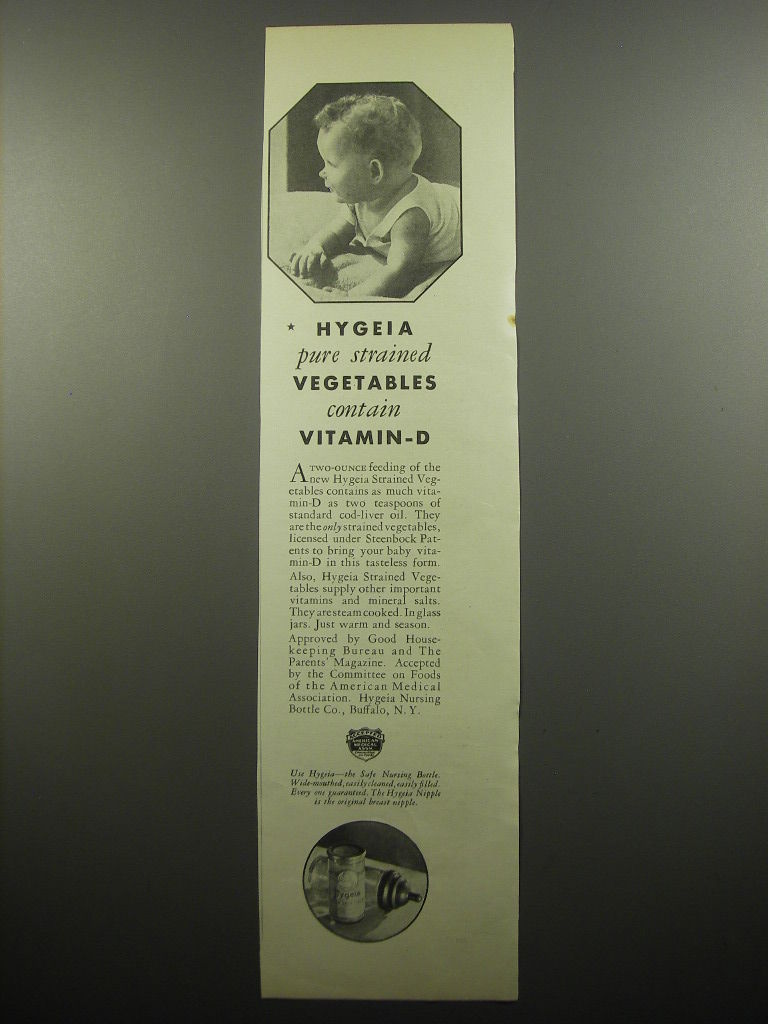 ★ HYGEIA
pure strained
VEGETABLES
contain
VITAMIN-D
A TWO-OUNCE feeding of the
new Hygeia Strained Veg-
etables contains as much vita-
min-D as two teaspoons of
standard cod-liver oil. They
are the only strained vegetables,
licensed under Steenbock Pat-
ents to bring your baby vita-
min-D in this tasteless form.
Also, Hygeia Strained Vege-
tables supply other important
vitamins and mineral salts.
They are steam cooked. In glass
jars. Just warm and season.
Approved by Good House-
keeping Bureau and The
Parents' Magazine. Accepted
by the Committee on Foods
of the American Medical
Association. Hygeia Nursing
Bottle Co., Buffalo, N. Y.
ACCEPTED
AMERICAN
MEDICAL
ASSN.
Use Hygeia—the Safe Nursing Bottle.
Wide-mouthed, easily cleaned, easily filled.
Every one guaranteed. The Hygeia Nipple
is the original breast nipple.
Hygeia